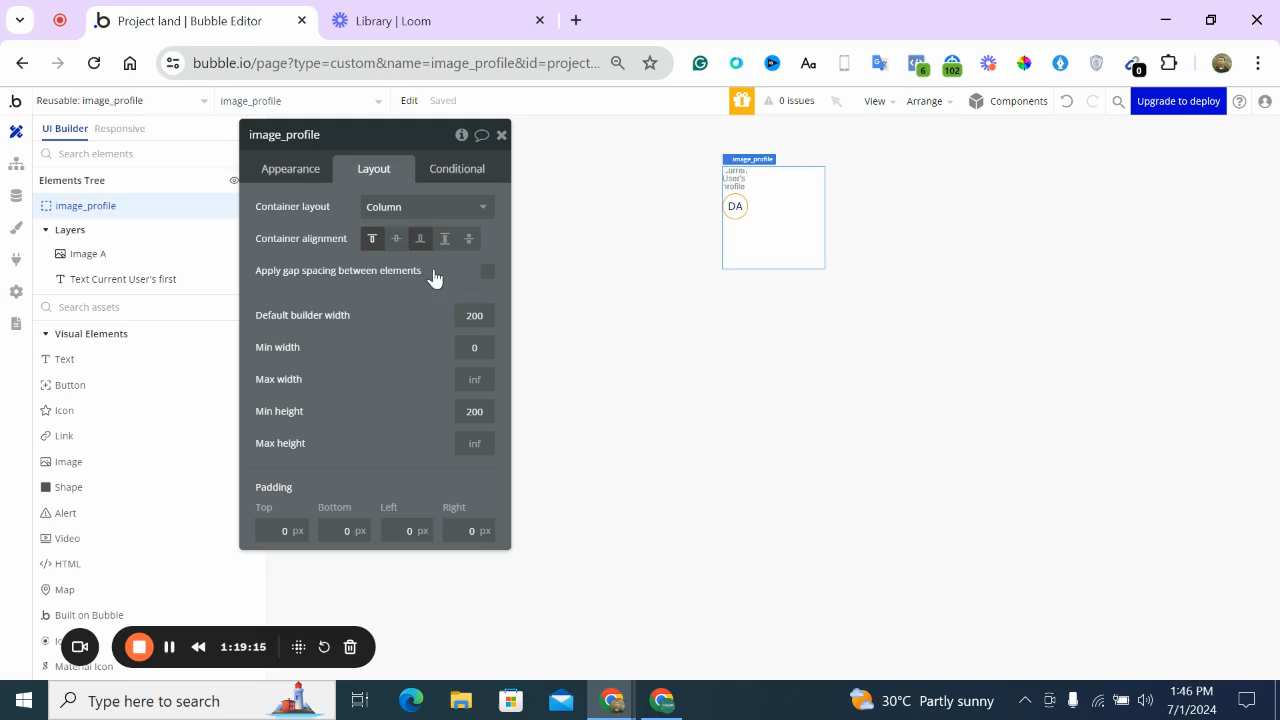 Project land | Bubble Editor
Library | Loom
bubble.io/page?type=custom&name=image_profile&id=project...
6
102
0
Reusable: image_profile
image_profile
Edit
Saved
0 issues
View
Arrange
Components
Upgrade to deploy
UI Builder
Responsive
Search elements
Elements Tree
image_profile
Layers
Image A
Text Current User's first
Search assets
Visual Elements
Text
Button
Icon
Link
Image
Shape
Alert
Video
HTML
Map
Built on Bubble
Material Icon
image_profile
Appearance
Layout
Conditional
Container layout
Column
Container alignment
Apply gap spacing between elements
Default builder width
200
Min width
0
Max width
inf
Min height
200
Max height
inf
Padding
Top
Bottom
Left
Right
0 px
0 px
0 px
0 px
image_profile
User's
DA
1:19:15
Type here to search
30°C Partly sunny
1:46 PM
7/1/2024